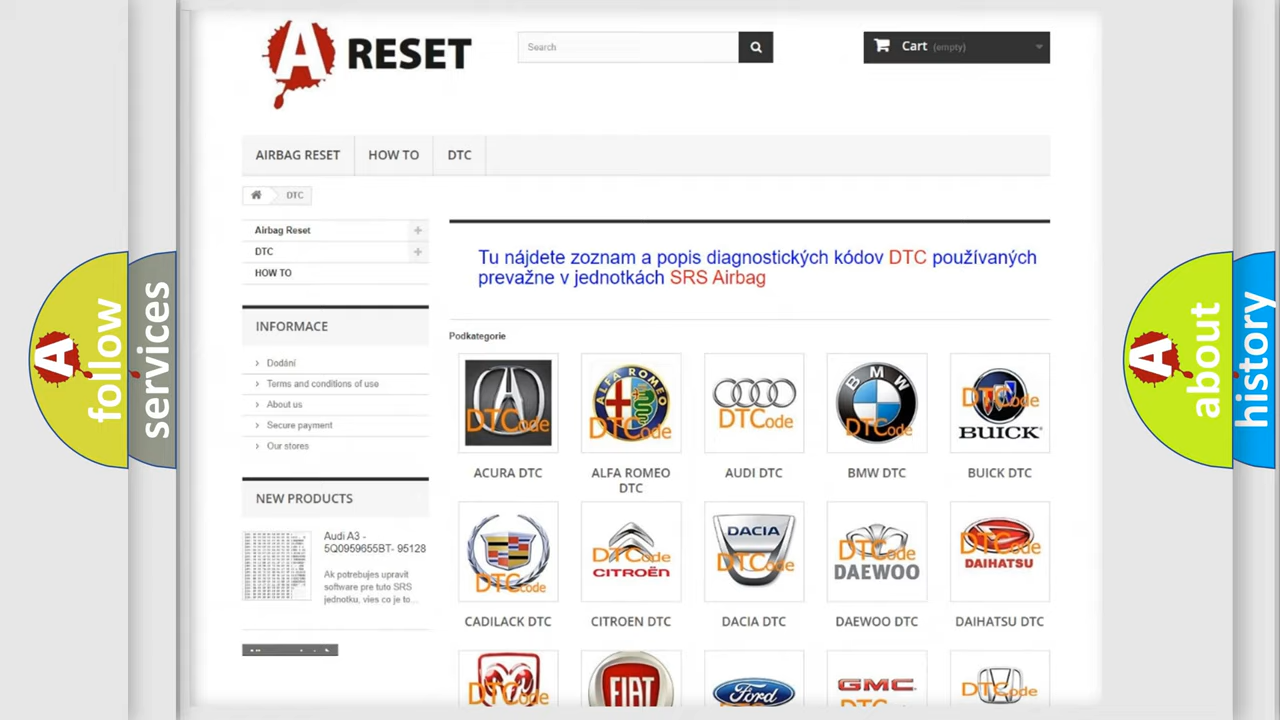 A RESET
Search
Cart (empty)
AIRBAG RESET
HOW TO
DTC
DTC
Airbag Reset
DTC
HOW TO
Tu nájdete zoznam a popis diagnostických kódov DTC používaných
prevažne v jednotkách SRS Airbag
INFORMACE
Dodání
Terms and conditions of use
About us
Secure payment
Our stores
Podkategorie
DTCode
ACURA DTC
ALFA ROMEO
DTCode
ALFA ROMEO
DTC
DTCode
AUDI DTC
BMW
DTCode
BMW DTC
DTCode
BUICK
BUICK DTC
NEW PRODUCTS
Audi A3 -
5Q0959655BT- 95128
Ak potrebujes upravit
software pre tuto SRS
jednotku, vies co je to...
DTCode
CADILACK DTC
DTCode
CITROËN
CITROEN DTC
DACIA
DTCode
DACIA DTC
DTCode
DAEWOO
DAEWOO DTC
DTCode
DAIHATSU
DAIHATSU DTC
DTCode
FIAT
Ford
GMC
DTCode
A follow
services
A about
history